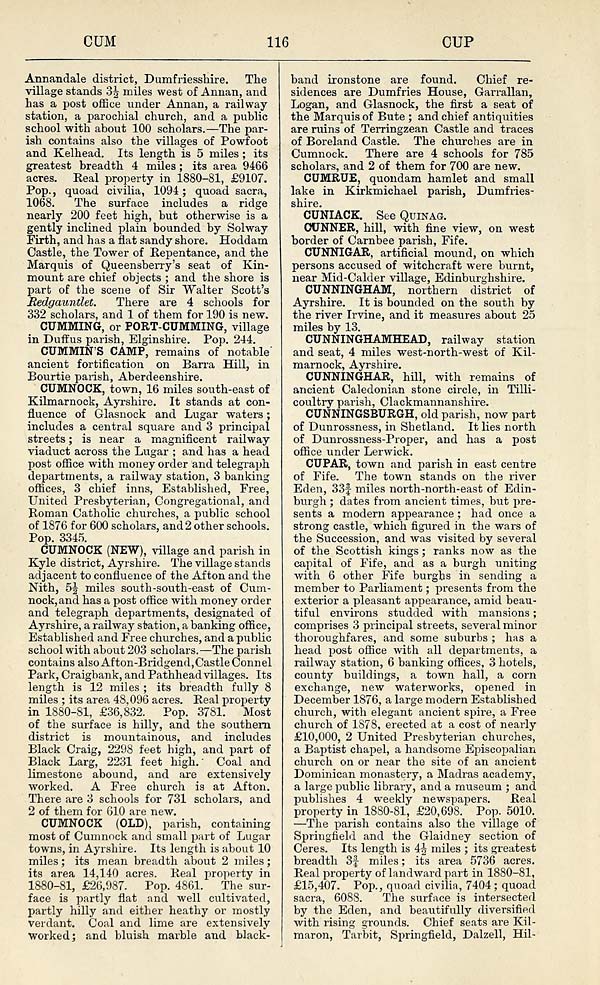 CUM 116 CUP
Annandale district, Dumfriesshire. The
village stands 3½ miles west of Annan, and
has a post office under Annan, a railway
station, a parochial church, and a public
school with about 100 scholars.—The par-
ish contains also the villages of Powfoot
and Kelhead. Its length is 5 miles; its
greatest breadth 4 miles; its area 9466
acres. Real property in 1880-81, £9107.
Pop., quoad civilia, 1094; quoad sacra,
1068. The surface includes a ridge
nearly 200 feet high, but otherwise is a
gently inclined plain bounded by Solway
Firth, and has a flat sandy shore. Hoddam
Castle, the Tower of Repentance, and the
Marquis of Queensberry's seat of Kin-
mount are chief objects; and the shore is
part of the scene of Sir Walter Scott's
Redgauntlet. There are 4 schools for
332 scholars, and 1 of them for 190 is new.
CUMMING, or PORT-CUMMING, village
in Duffus parish, Elginshire. Pop. 244.
CUMMIN'S CAMP, remains of notable
ancient fortification on Barra Hill, in
Bourtie parish, Aberdeenshire.
CUMNOCK, town, 16 miles south-east of
Kilmarnock, Ayrshire. It stands at con-
fluence of Glasnock and Lugar waters;
includes a central square and 3 principal
streets; is near a magnificent railway
viaduct across the Lugar; and has a head
post office with money order and telegraph
departments, a railway station, 3 banking
offices, 3 chief inns, Established, Free,
United Presbyterian, Congregational, and
Roman Catholic churches, a public school
of 1876 for 600 scholars, and 2 other schools.
Pop. 3345.
CUMNOCK (NEW), village and parish in
Kyle district, Ayrshire. The village stands
adjacent to confluence of the Afton and the
Nith, 5½ miles south-south-east of Cum-
nock, and has a post office with money order
and telegraph departments, designated of
Ayrshire, a railway station, a banking office,
Established and Free churches, and a public
school with about 203 scholars.—The parish
contains also Afton-Bridgend, Castle Connel
Park, Craigbank, and Pathhead villages. Its
length is 12 miles; its breadth fully 8
miles; its area 48,096 acres. Real property
in 1880-81, £36,832. Pop. 3781. Most
of the surface is hilly, and the southern
district is mountainous, and includes
Black Craig, 2298 feet high, and part of
Black Larg, 2231 feet high. Coal and
limestone abound, and are extensively
worked. A Free church is at Afton.
There are 3 schools for 731 scholars, and
2 of them for 610 are new.
CUMNOCK (OLD), parish, containing
most of Cumnock and small part of Lugar
towns, in Ayrshire. Its length is about 10
miles; its mean breadth about 2 miles;
its area 14,140 acres. Real property in
1880-81, £26,987. Pop. 4861. The sur-
face is partly flat and well cultivated,
partly hilly and either heathy or mostly
verdant. Coal and lime are extensively
worked; and bluish marble and black-
band ironstone are found. Chief re-
sidences are Dumfries House, Garrallan,
Logan, and Glasnock, the first a seat of
the Marquis of Bute; and chief antiquities
are ruins of Terringzean Castle and traces
of Boreland Castle. The churches are in
Cumnock. There are 4 schools for 785
scholars, and 2 of them for 700 are new.
CUMRUE, quondam hamlet and small
lake in Kirkmichael parish, Dumfries-
shire.
CUNIACK. See QUINAG.
CUNNER, hill, with fine view, on west
border of Carnbee parish, Fife.
CUNNIGAR, artificial mound, on which
persons accused of witchcraft were burnt,
near Mid-Calder village, Edinburghshire.
CUNNINGHAM, northern district of
Ayrshire. It is bounded on the south by
the river Irvine, and it measures about 25
miles by 13.
CUNNINGHAMHEAD, railway station
and seat, 4 miles west-north-west of Kil-
marnock, Ayrshire.
CUNNINGHAR, hill, with remains of
ancient Caledonian stone circle, in Tilli-
coultry parish, Clackmannanshire.
CUNNINGSBURGH, old parish, now part
of Dunrossness, in Shetland. It lies north
of Dunrossness-Proper, and has a post
office under Lerwick.
CUPAR, town and parish in east centre
of Fife. The town stands on the river
Eden, 33¾ miles north-north-east of Edin-
burgh; dates from ancient times, but pre-
sents a modern appearance; had once a
strong castle, which figured in the wars of
the Succession, and was visited by several
of the Scottish kings; ranks now as the
capital of Fife, and as a burgh uniting
with 6 other Fife burghs in sending a
member to Parliament; presents from the
exterior a pleasant appearance, amid beau-
tiful environs studded with mansions;
comprises 3 principal streets, several minor
thoroughfares, and some suburbs; has a
head post office with all departments, a
railway station, 6 banking offices, 3 hotels,
county buildings, a town hall, a corn
exchange, new waterworks, opened in
December 1876, a large modern Established
church, with elegant ancient spire, a Free
church of 1878, erected at a cost of nearly
£10,000, 2 United Presbyterian churches,
a Baptist chapel, a handsome Episcopalian
church on or near the site of an ancient
Dominican monastery, a Madras academy,
a large public library, and a museum; and
publishes 4 weekly newspapers. Real
property in 1880-81, £20,698. Pop. 5010.
—The parish contains also the village of
Springfield and the Glaidney section of
Ceres. Its length is 4½ miles; its greatest
breadth 3¾ miles; its area 5736 acres.
Real property of landward part in 1880-81,
£15,407. Pop., quoad civilia, 7404; quoad
sacra, 6088. The surface is intersected
by the Eden, and beautifully diversified
with rising grounds. Chief seats are Kil-
maron, Tarbit, Springfield, Dalzell, Hil-